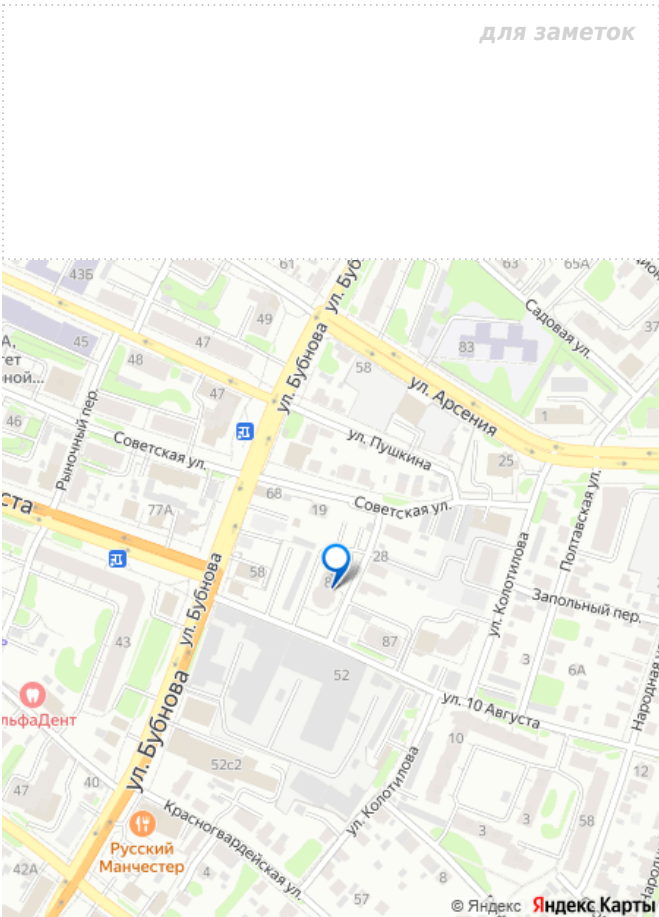 для заметок
43Б
61
63
65А
ул. Бубнова
49
Садовая ул.
37
А,
45
47
83
48
58
47
ул. Арсения
46
Рыночный пер.
1
ул. Пушкина
Советская ул.
25
68
Советская ул.
19
77А
Полтавская ул.
28
58
ул. Бубнова
ул. Колотилова
Запольный пер.
43
87
52
3
6А
ул. 10 Августа
ул. Бубнова
10
52с2
12
47
40
ул. Колотилова
Красногвардейская ул.
58
3
3
Русский
Манчестер
42А
8
4
57
© Яндекс Яндекс Карты